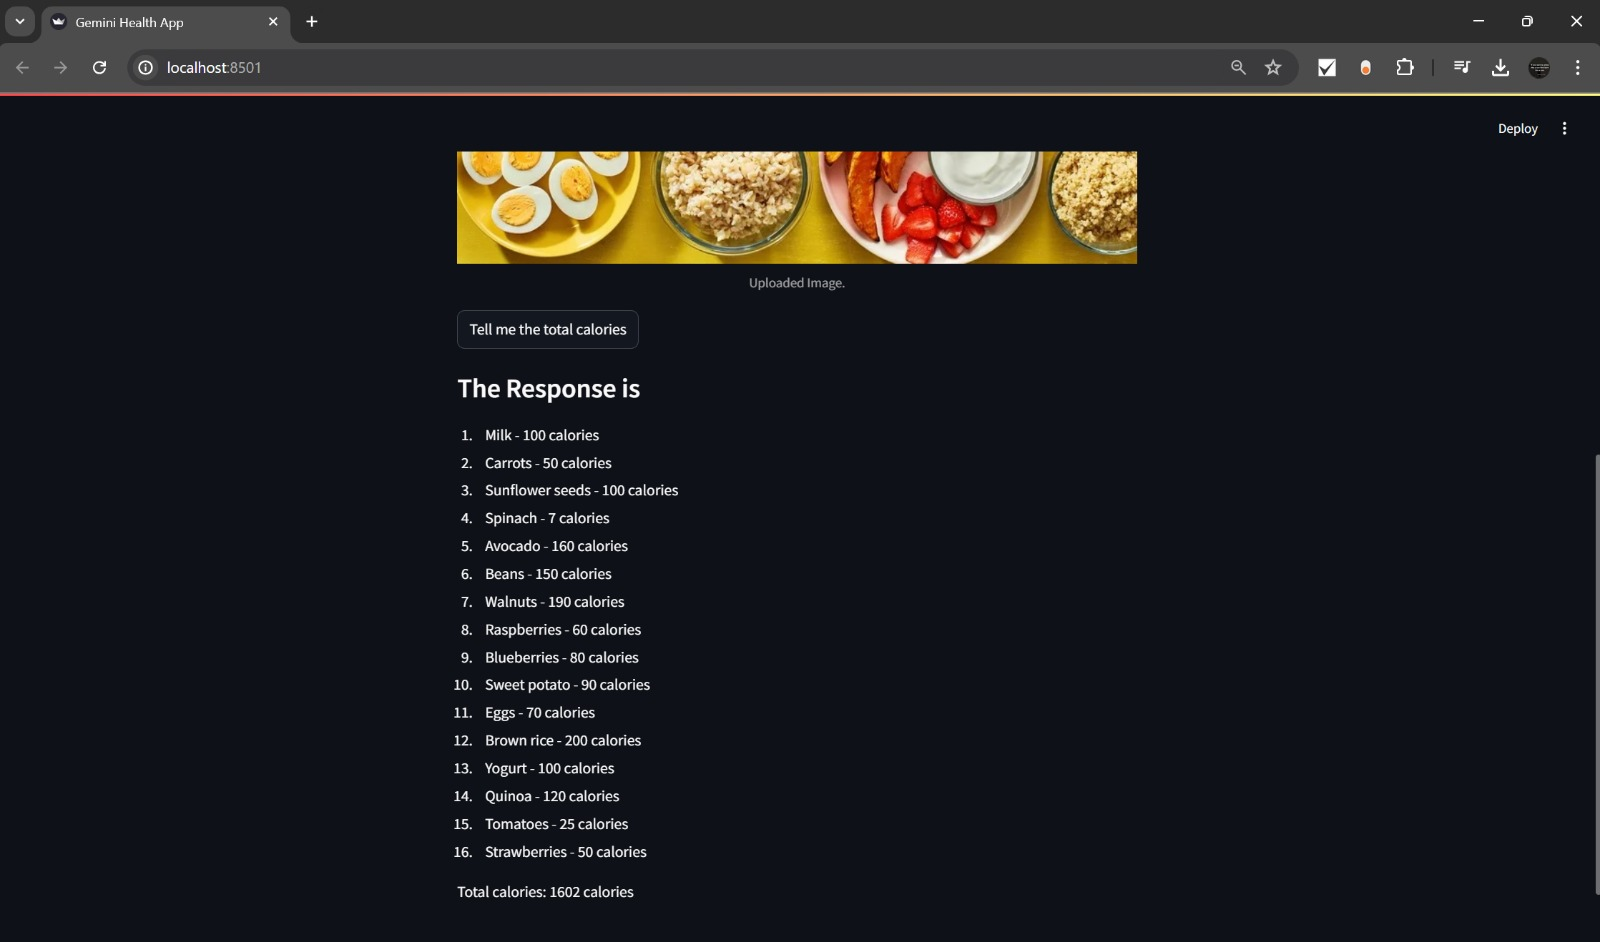 Gemini Health App
localhost:8501
Deploy
Uploaded Image.
Tell me the total calories
The Response is
1. Milk - 100 calories
2. Carrots - 50 calories
3. Sunflower seeds - 100 calories
4. Spinach - 7 calories
5. Avocado - 160 calories
6. Beans - 150 calories
7. Walnuts - 190 calories
8. Raspberries - 60 calories
9. Blueberries - 80 calories
10. Sweet potato - 90 calories
11. Eggs - 70 calories
12. Brown rice - 200 calories
13. Yogurt - 100 calories
14. Quinoa - 120 calories
15. Tomatoes - 25 calories
16. Strawberries - 50 calories
Total calories: 1602 calories